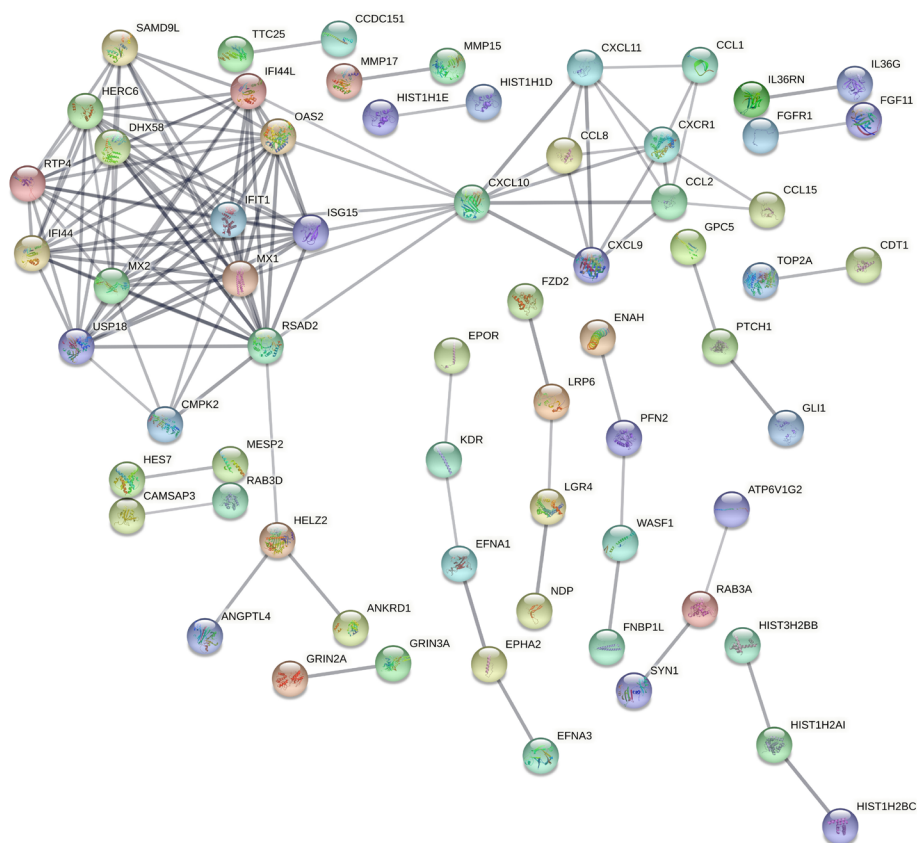 SAMD9L
TTC25
CCDC151
MMP17
MMP15
CXCL11
CCL1
IL36RN
IL36G
HERC6
IFI44L
HIST1H1E
HIST1H1D
FGFR1
FGF11
DHX58
OAS2
CCL8
CXCR1
RTP4
IFIT1
CXCL10
CCL2
CCL15
ISG15
IFI44
GPC5
CXCL9
MX2
MX1
TOP2A
CDT1
FZD2
USP18
RSAD2
ENAH
EPOR
PTCH1
LRP6
CMPK2
GLI1
KDR
PFN2
HES7
MESP2
CAMSAP3
RAB3D
LGR4
ATP6V1G2
HELZ2
WASF1
EFNA1
NDP
RAB3A
ANGPTL4
ANKRD1
FNBP1L
HIST3H2BB
GRIN2A
GRIN3A
EPHA2
SYN1
EFNA3
HIST1H2AI
HIST1H2BC